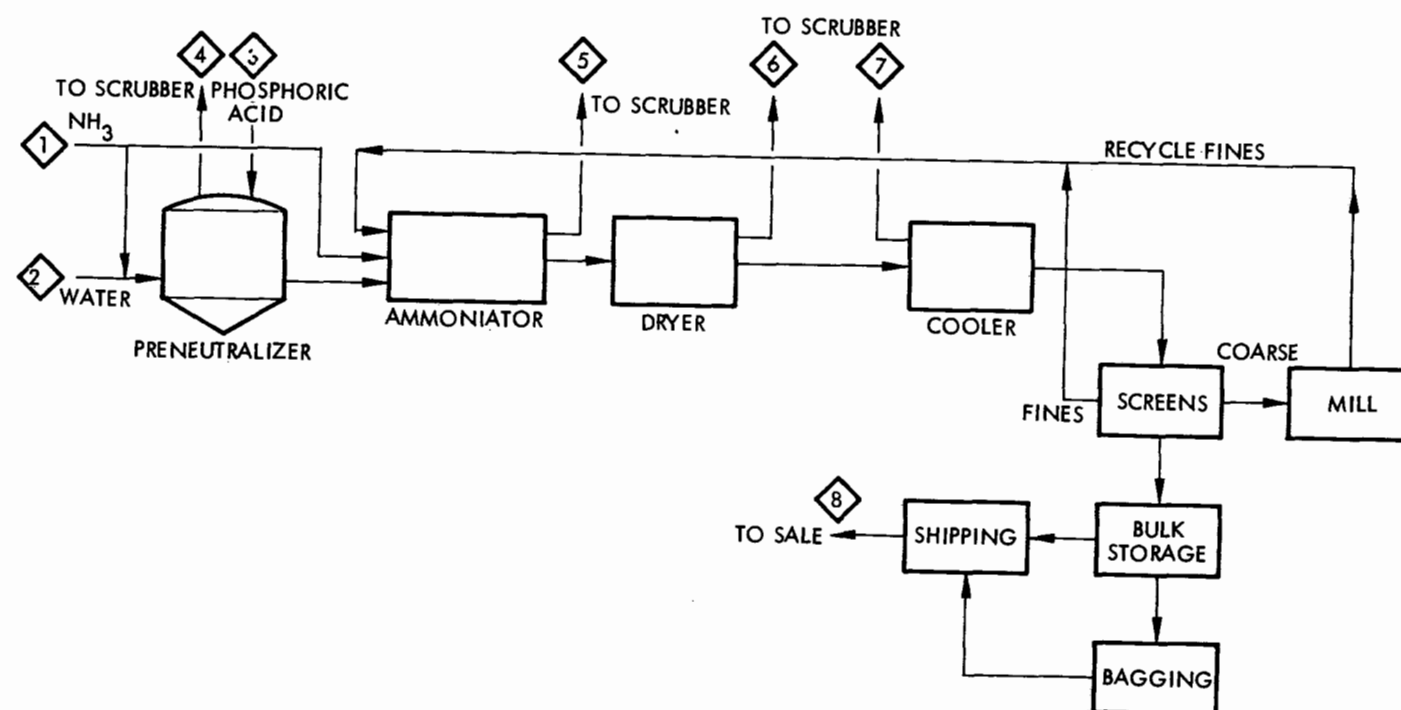 TO SCRUBBER
4
3
5
6
7
TO SCRUBBER
PHOSPHORIC
ACID
TO SCRUBBER
1
NH3
RECYCLE FINES
2
WATER
AMMONIATOR
DRYER
COOLER
PRENEUTRALIZER
COARSE
FINES
SCREENS
MILL
8
TO SALE
SHIPPING
BULK
STORAGE
BAGGING